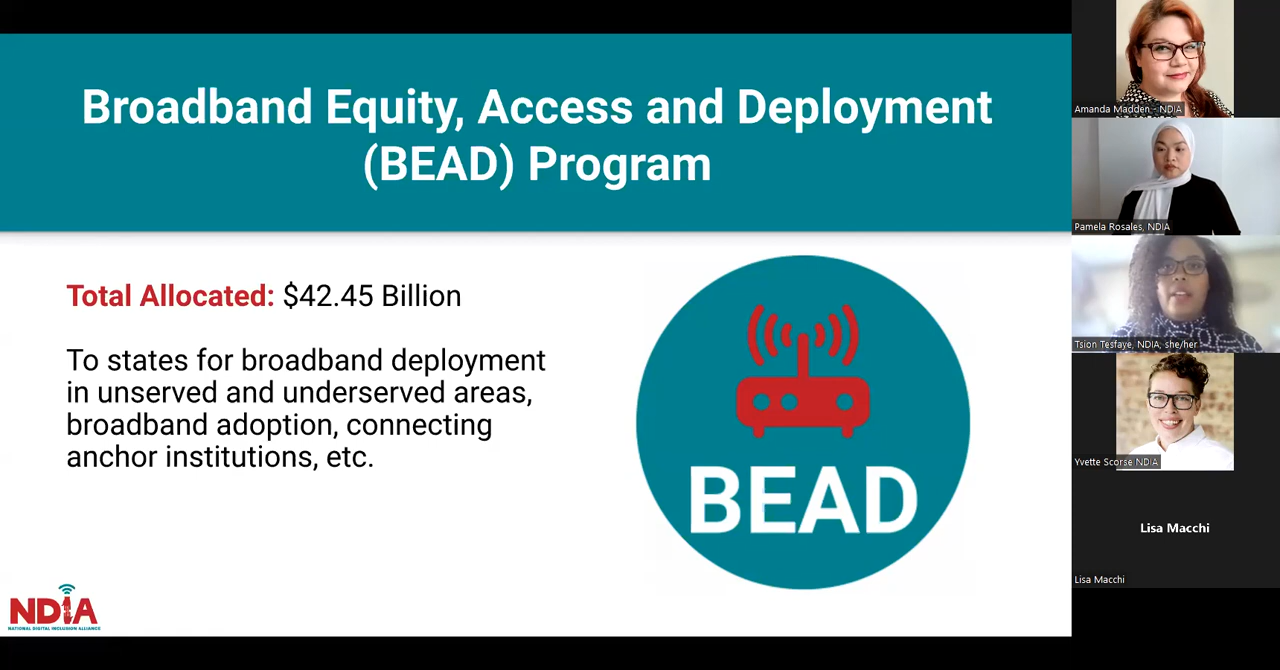 Broadband Equity, Access and Deployment
(BEAD) Program
Total Allocated: $42.45 Billion
To states for broadband deployment
in unserved and underserved areas,
broadband adoption, connecting
anchor institutions, etc.
BEAD
NDIA
NATIONAL DIGITAL INCLUSION ALLIANCE
Amanda Madden - NDIA
Pamela Rosales, NDIA
Tsion Tesfaye, NDIA, she/her
Yvette Scorse NDIA
Lisa Macchi
Lisa Macchi